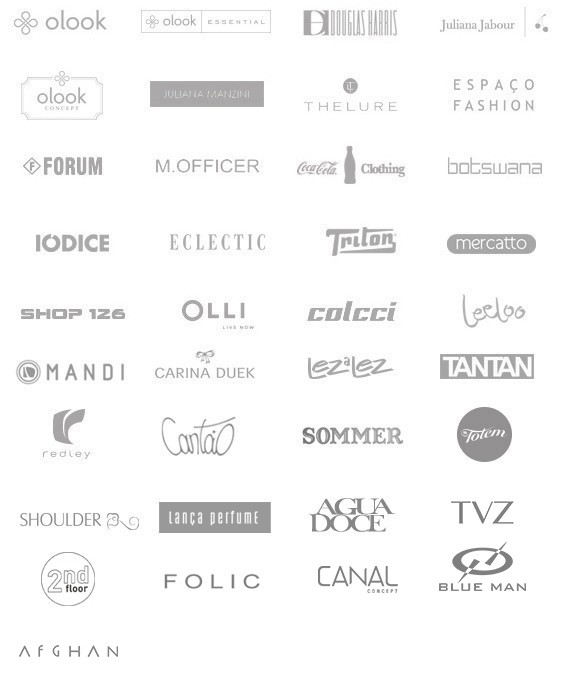 olook
olook ESSENTIAL
DOUGLAS HARRIS
Juliana Jabour
olook
CONCEPT
JULIANA MANZINI
THELURE
ESPAÇO
FASHION
FORUM
M.OFFICER
Coca-Cola Clothing
botswana
IÓDICE
ECLECTIC
Triton
mercatto
SHOP 126
OLLI
LIVE NOW
colcci
Leeloo
MANDI
CARINA DUEK
LEZ a LEZ
TANTAN
redley
Cantão
SOMMER
Totem
SHOULDER
Lança perfumE
AGUA
DOCE
TVZ
2nd
floor
FOLIC
CANAL
CONCEPT
BLUE MAN
AFGHAN